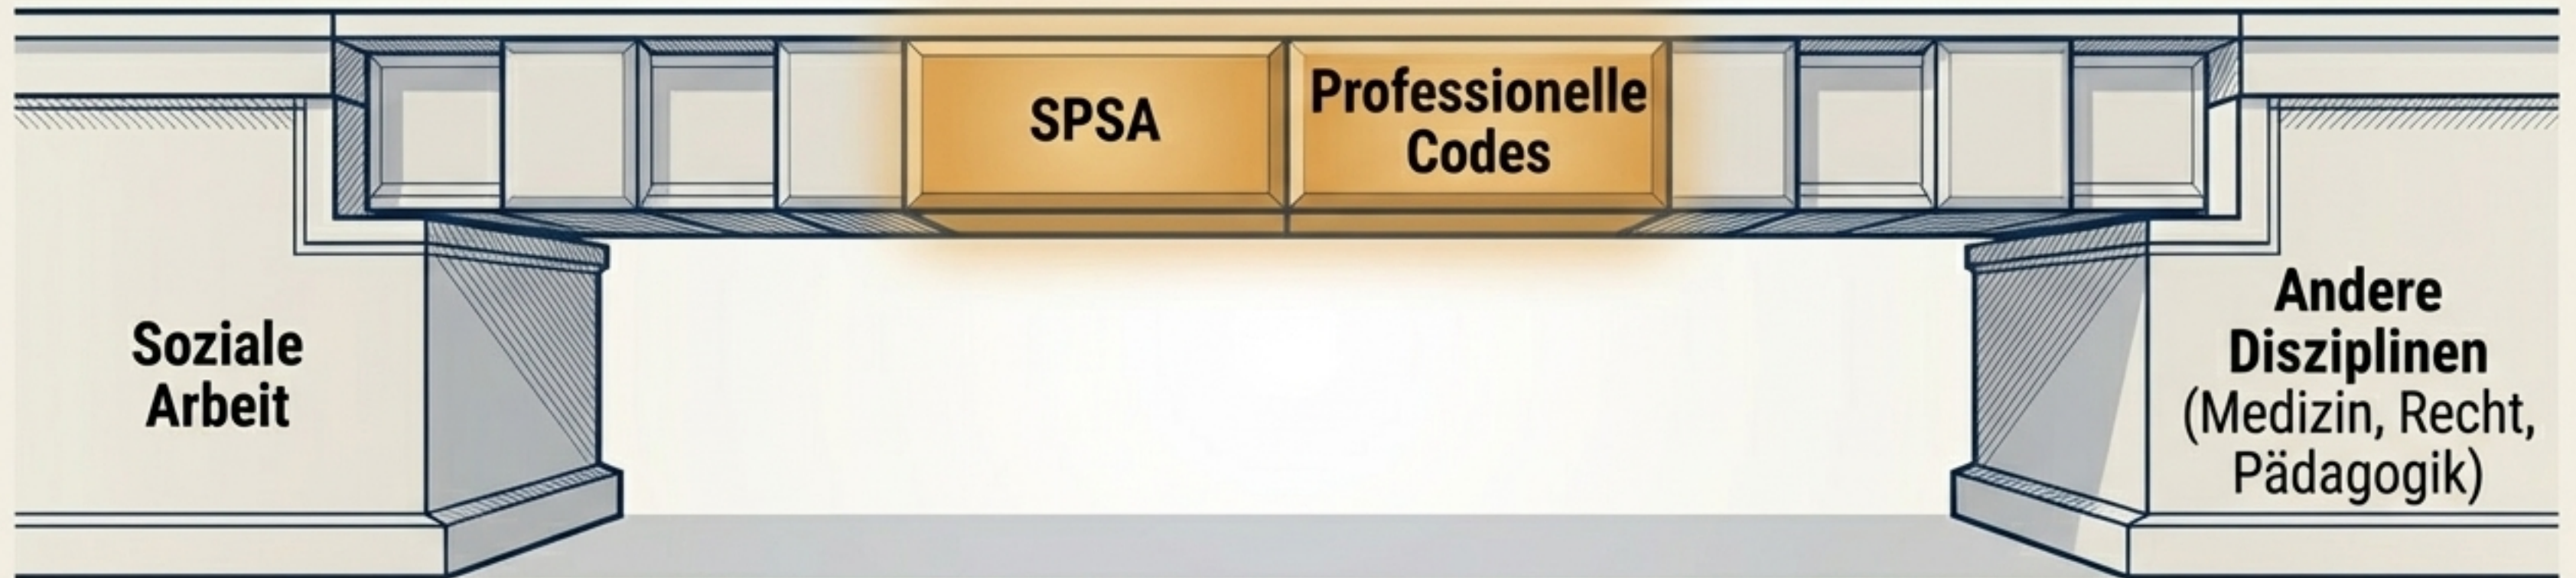 SPSA
Professionelle
Codes
Soziale
Arbeit
Andere
Disziplinen
(Medizin, Recht,
Pädagogik)